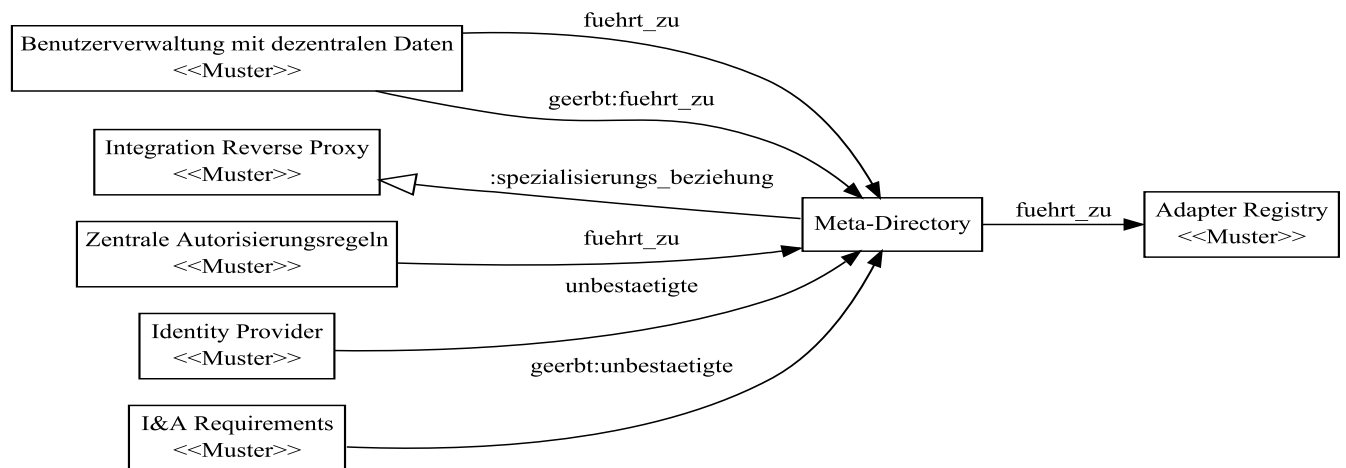 fuehrt_zu
Benutzerverwaltung mit dezentralen Daten
<<Muster>>
geerbt:fuehrt_zu
Integration Reverse Proxy
<<Muster>>
:spezialisierungs_beziehung
Meta-Directory
fuehrt_zu
Adapter Registry
<<Muster>>
Zentrale Autorisierungsregeln
<<Muster>>
fuehrt_zu
unbestaetigte
Identity Provider
<<Muster>>
geerbt:unbestaetigte
I&A Requirements
<<Muster>>